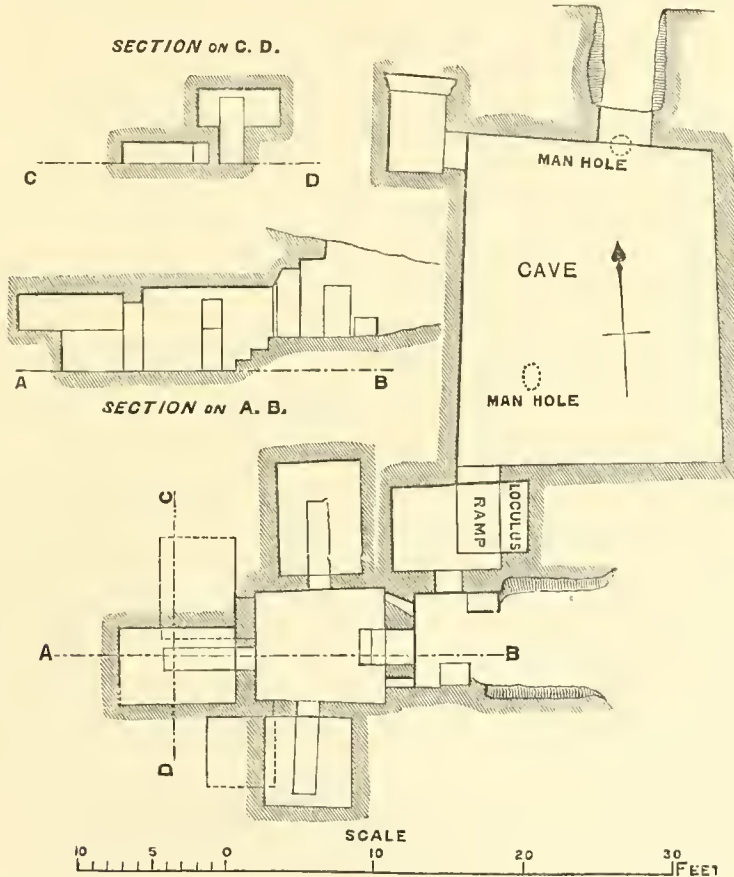 SECTION ON C. D.
C
D
MAN HOLE
CAVE
MAN HOLE
A
B
SECTION ON A. B.
C
RAMP
LOCULUS
A
B
D
SCALE
10 5 0 10 20 30 FEET